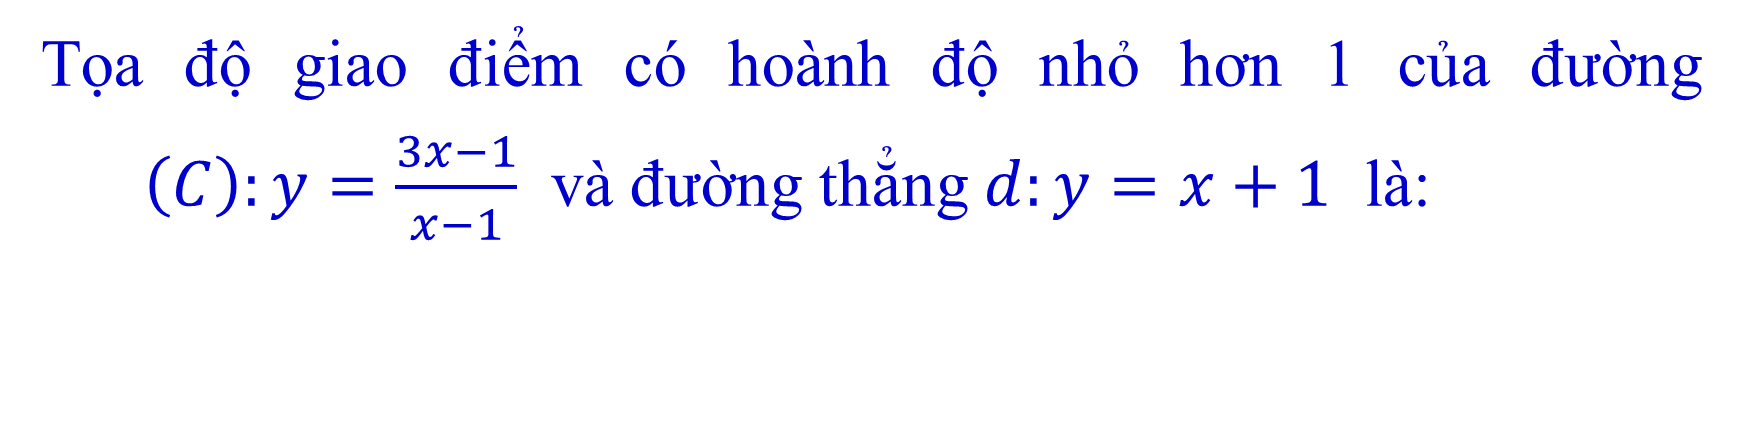 Tọa độ giao điểm có hoành độ nhỏ hơn 1 của đường
(C): y = \frac{3x-1}{x-1} và đường thẳng d: y = x + 1 là: